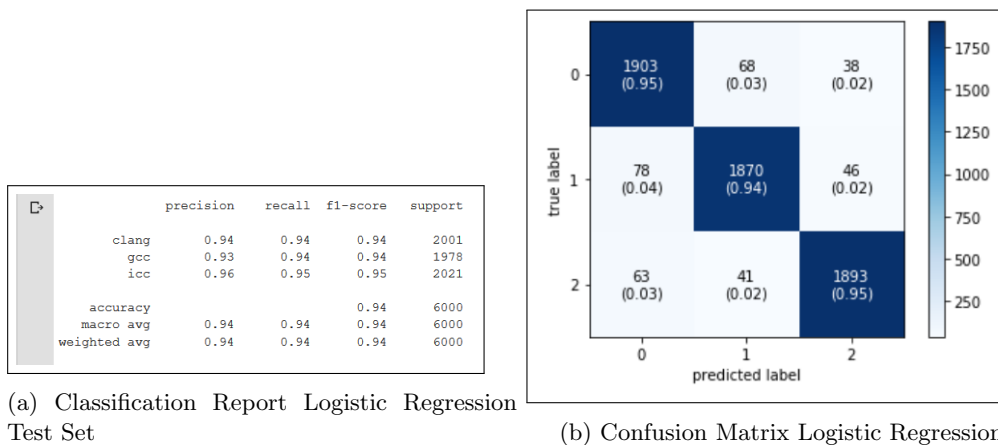 precision recall f1-score support
clang 0.94 0.94 0.94 2001
gcc 0.93 0.94 0.94 1978
icc 0.96 0.95 0.95 2021
accuracy 0.94 6000
macro avg 0.94 0.94 0.94 6000
weighted avg 0.94 0.94 0.94 6000
(a) Classification Report Logistic Regression
Test Set
true label
0
1903 68 38
(0.95) (0.03) (0.02)
1
78 1870 46
(0.04) (0.94) (0.02)
2
63 41 1893
(0.03) (0.02) (0.95)
0 1 2
predicted label
1750
1500
1250
1000
750
500
250
(b) Confusion Matrix Logistic Regression